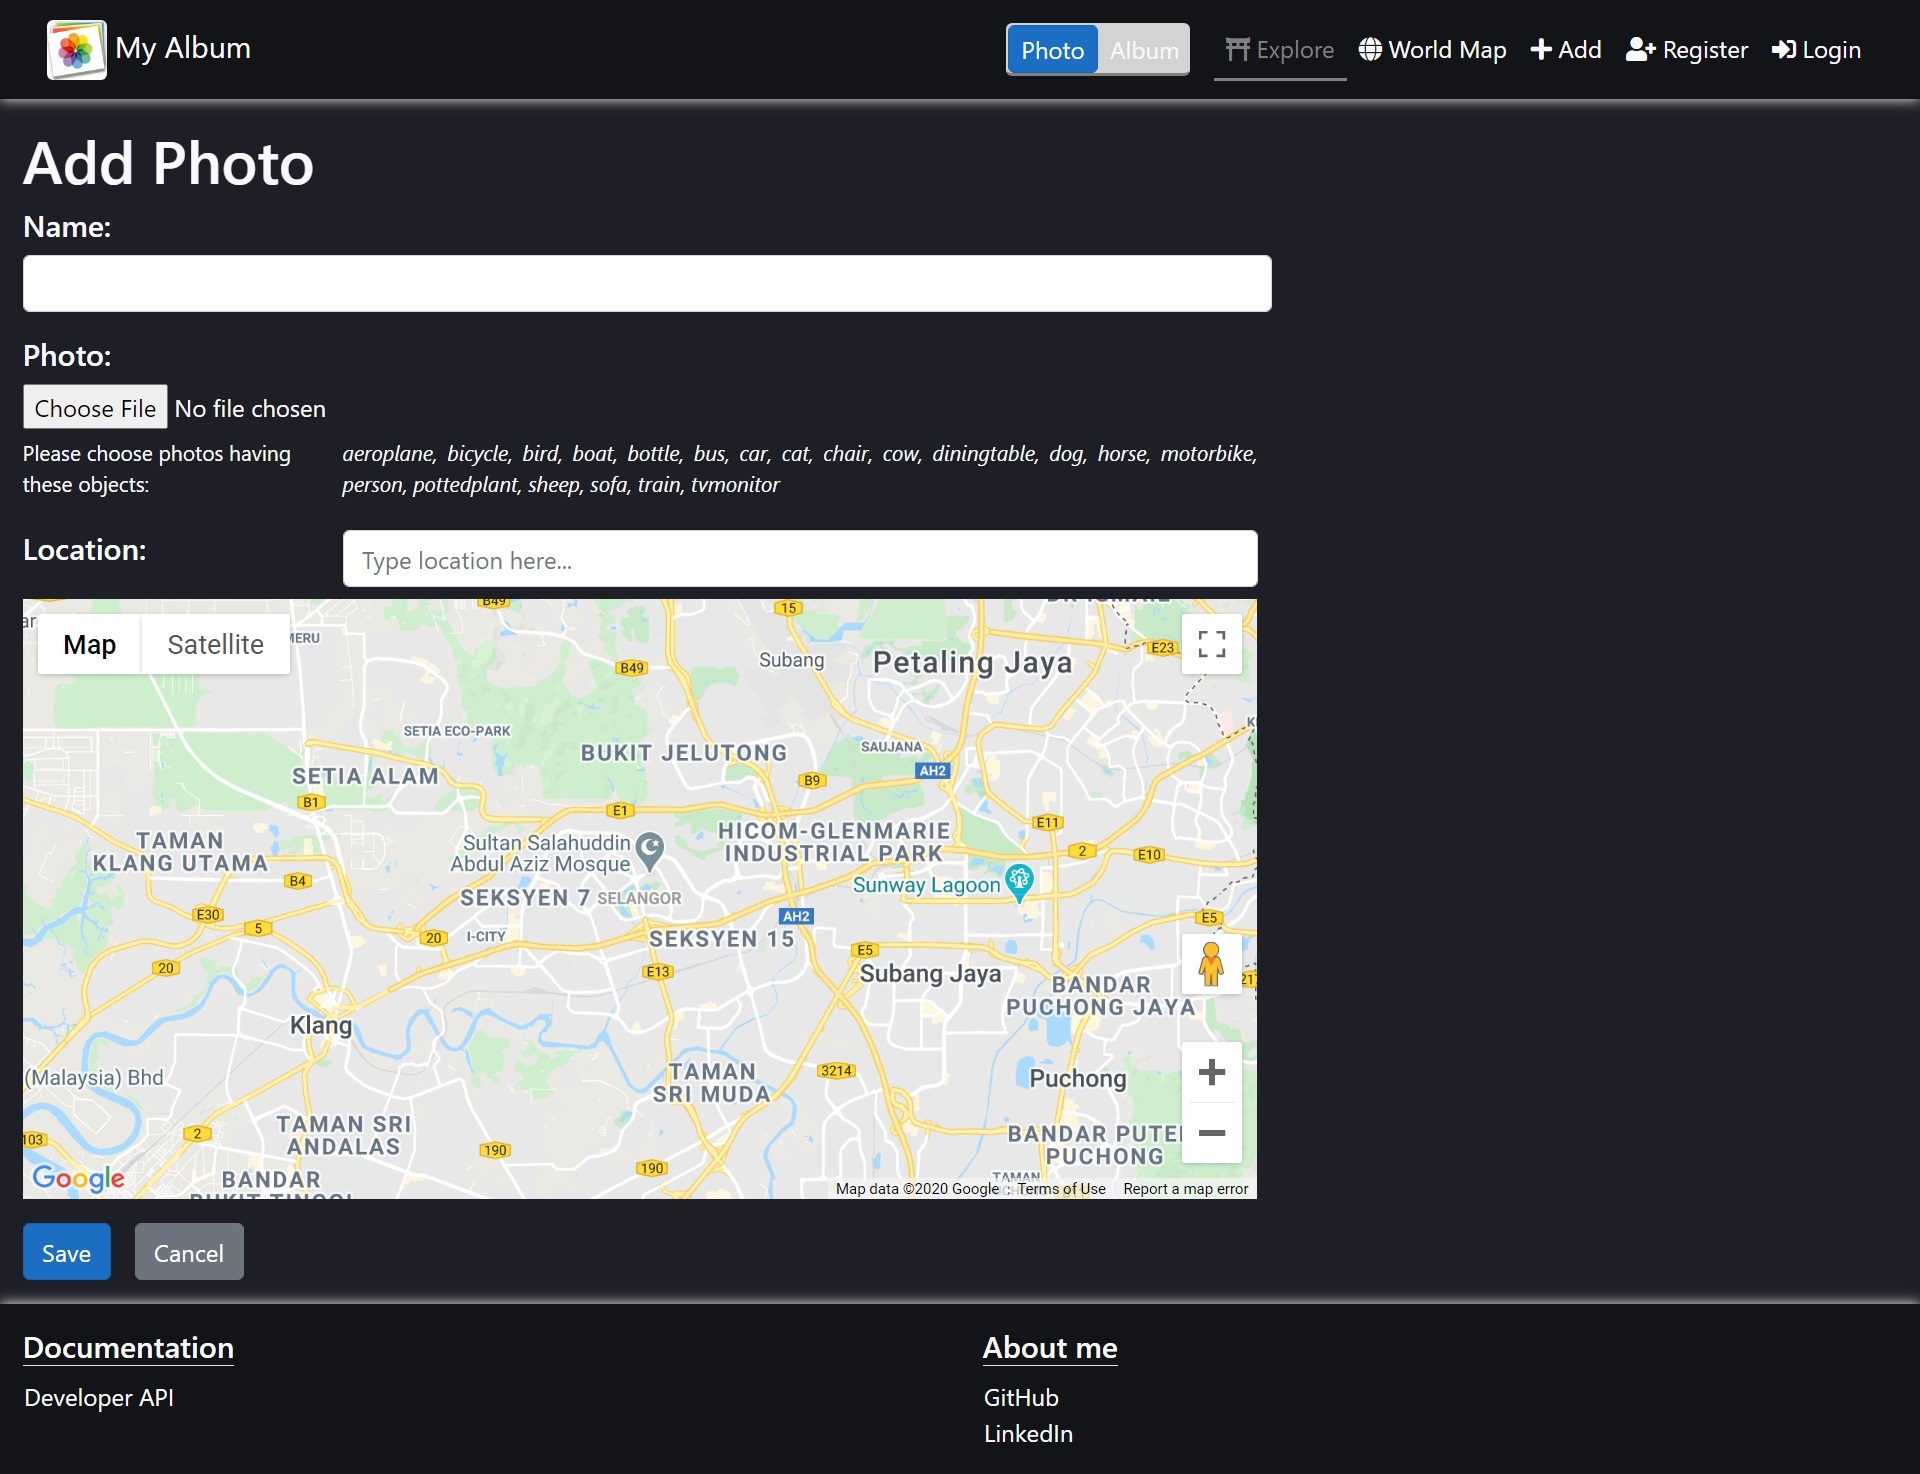 My Album
Photo Album Explore World Map Add Register Login
Add Photo
Name:
Photo:
Choose File No file chosen
Please choose photos having
these objects:
aeroplane, bicycle, bird, boat, bottle, bus, car, cat, chair, cow, diningtable, dog, horse, motorbike,
person, pottedplant, sheep, sofa, train, tvmonitor
Location:
Type location here...
Map Satellite
B49
15
E23
B49
Subang
Petaling Jaya
SETIA ECO-PARK
BUKIT JELUTONG
SAUJANA
AH2
SETIA ALAM
B9
B1
E1
E11
TAMAN
KLANG UTAMA
Sultan Salahuddin
Abdul Aziz Mosque
HICOM-GLENMARIE
INDUSTRIAL PARK
2
E10
B4
SEKSYEN 7
SELANGOR
Sunway Lagoon
E30
5
AH2
E5
20
I-CITY
SEKSYEN 15
E5
20
E13
Subang Jaya
BANDAR
PUCHONG JAYA
Klang
(Malaysia) Bhd
TAMAN
SRI MUDA
3214
Puchong
TAMAN SRI
ANDALAS
103
2
190
190
BANDAR PUTE
PUCHONG
BANDAR
TAMAN
Google
Map data ©2020 Google
Terms of Use
Report a map error
Save Cancel
Documentation
Developer API
About me
GitHub
LinkedIn